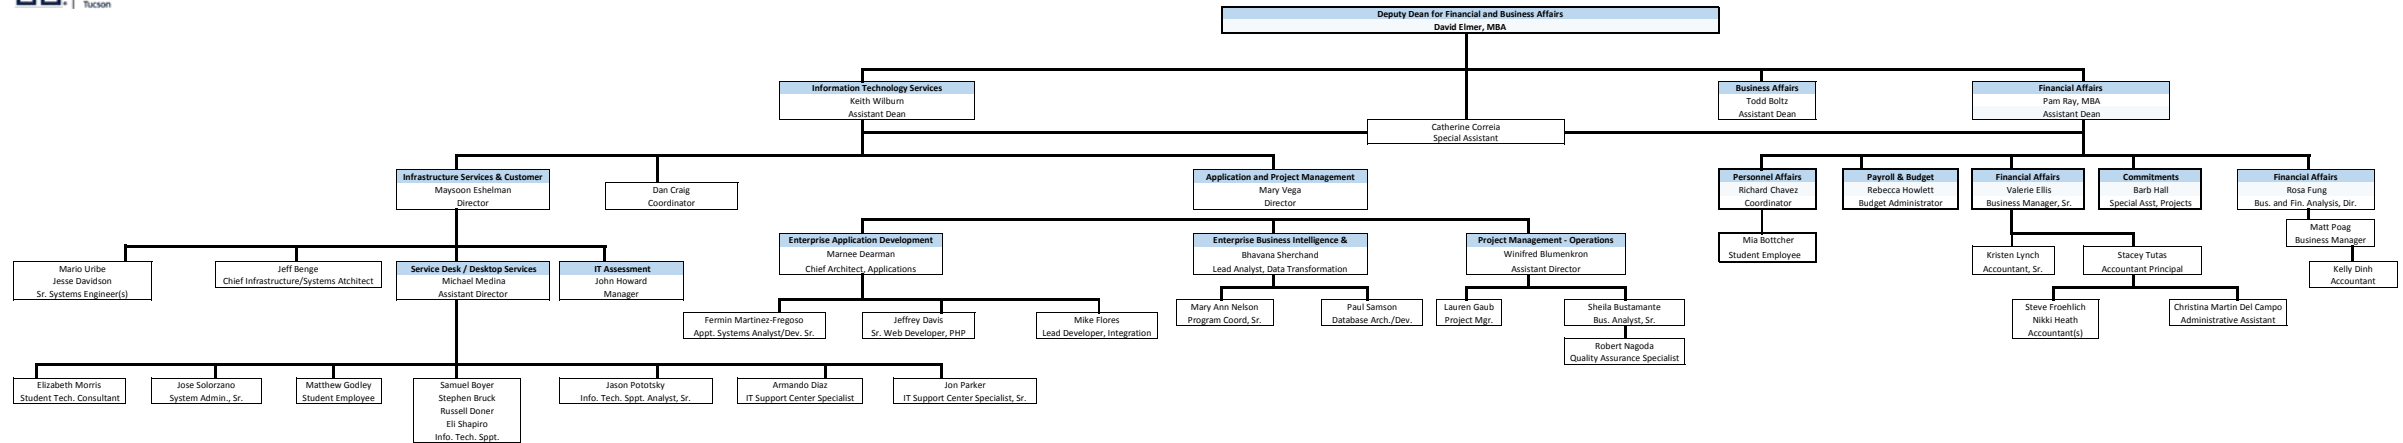 Tucson
Deputy Dean for Financial and Business Affairs
David Elmer, MBA
Information Technology Services
Keith Wilburn
Assistant Dean
Business Affairs
Todd Boltz
Assistant Dean
Financial Affairs
Pam Ray, MBA
Assistant Dean
Catherine Correia
Special Assistant
Infrastructure Services & Customer
Maysoon Eshelman
Director
Dan Craig
Coordinator
Application and Project Management
Mary Vega
Director
Personnel Affairs
Richard Chavez
Coordinator
Payroll & Budget
Rebecca Howlett
Budget Administrator
Financial Affairs
Valerie Ellis
Business Manager, Sr.
Commitments
Barb Hall
Special Asst, Projects
Financial Affairs
Rosa Fung
Bus. and Fin. Analysis, Dir.
Matt Poag
Business Manager
Mario Uribe
Jesse Davidson
Sr. Systems Engineer(s)
Jeff Benge
Chief Infrastructure/Systems Atchitect
Service Desk / Desktop Services
Michael Medina
Assistant Director
IT Assessment
John Howard
Manager
Enterprise Application Development
Marnee Dearman
Chief Architect, Applications
Enterprise Business Intelligence &
Bhavana Sherchand
Lead Analyst, Data Transformation
Project Management - Operations
Winifred Blumenkron
Assistant Director
Mia Bottcher
Student Employee
Kristen Lynch
Accountant, Sr.
Stacey Tutas
Accountant Principal
Kelly Dinh
Accountant
Fermin Martinez-Fregoso
Appt. Systems Analyst/Dev. Sr.
Jeffrey Davis
Sr. Web Developer, PHP
Mike Flores
Lead Developer, Integration
Mary Ann Nelson
Program Coord, Sr.
Paul Samson
Database Arch./Dev.
Lauren Gaub
Project Mgr.
Sheila Bustamante
Bus. Analyst, Sr.
Steve Froehlich
Nikki Heath
Accountant(s)
Christina Martin Del Campo
Administrative Assistant
Robert Nagoda
Quality Assurance Specialist
Elizabeth Morris
Student Tech. Consultant
Jose Solorzano
System Admin., Sr.
Matthew Godley
Student Employee
Samuel Boyer
Stephen Bruck
Russell Doner
Eli Shapiro
Info. Tech. Sppt.
Jason Pototsky
Info. Tech. Sppt. Analyst, Sr.
Armando Diaz
IT Support Center Specialist
Jon Parker
IT Support Center Specialist, Sr.